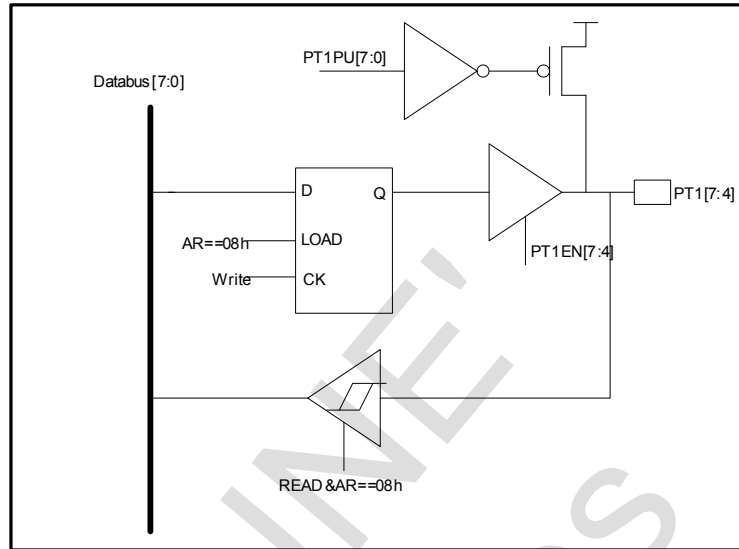 PT1PU[7:0]
Databus[7:0]
D
Q
PT1[7:4]
AR==08h
LOAD
PT1EN[7:4]
Write
CK
READ&AR==08h